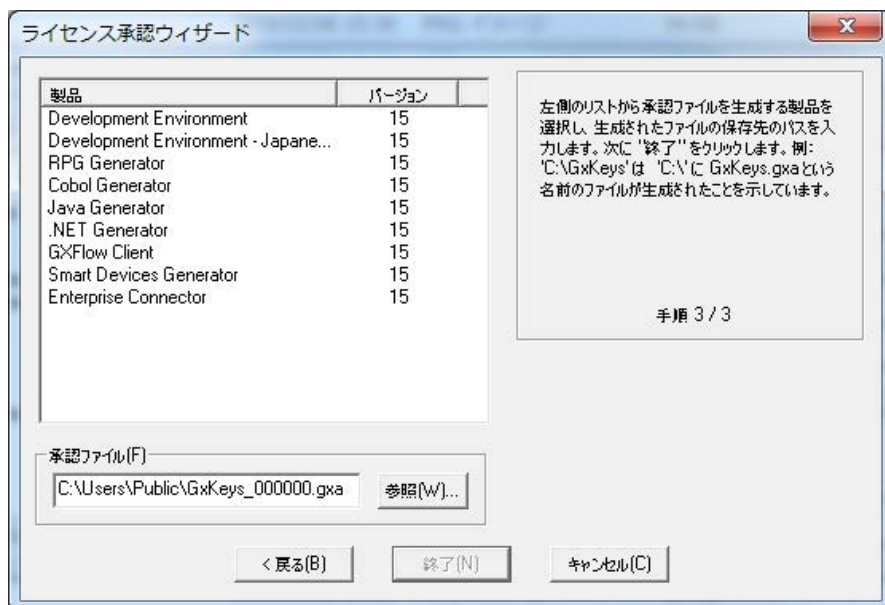 ライセンス承認ウィザード
製品 バージョン
Development Environment 15
Development Environment - Japane... 15
RPG Generator 15
Cobol Generator 15
Java Generator 15
.NET Generator 15
GXFlow Client 15
Smart Devices Generator 15
Enterprise Connector 15
左側のリストから承認ファイルを生成する製品を
選択し、生成されたファイルの保存先のパスを入
力します。次に "終了" をクリックします。例:
'C:\GxKeys'は 'C:\'に GxKeys.gxaという
名前のファイルが生成されたことを示しています。
手順 3 / 3
承認ファイル(F)
C:\Users\Public\GxKeys_000000.gxa 参照(W)...
< 戻る(B) 終了(N) キャンセル(C)